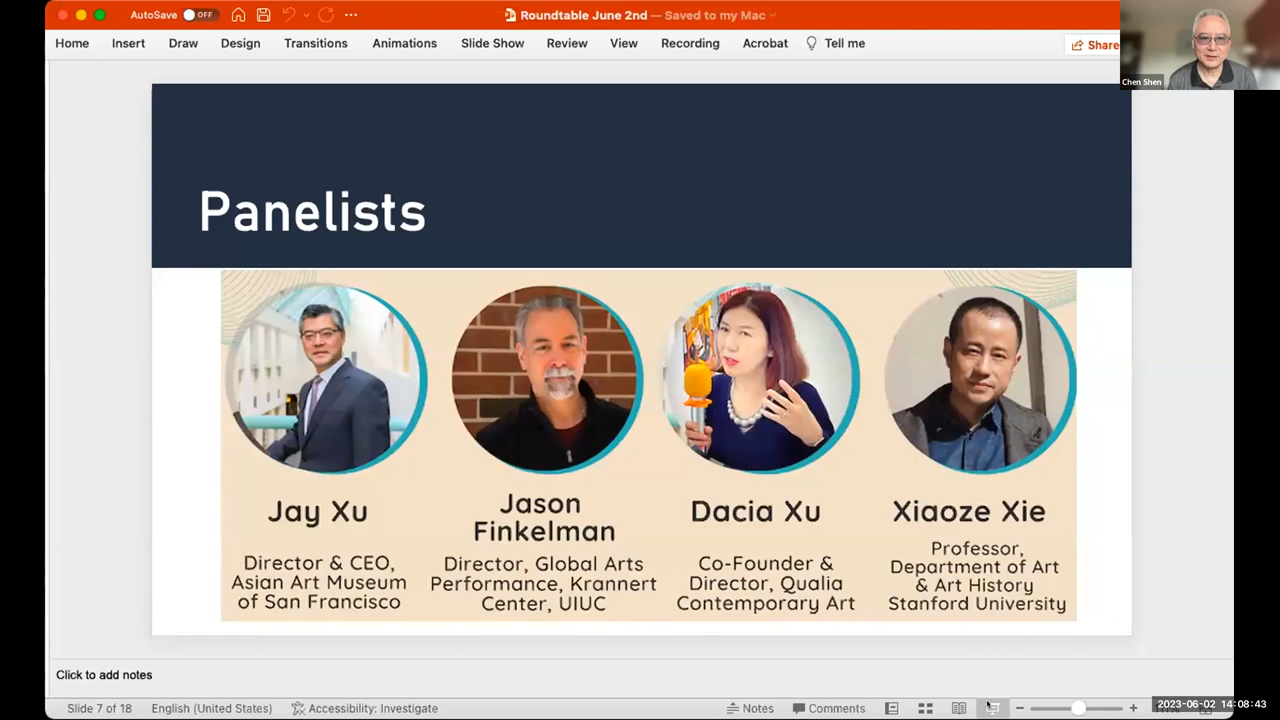 AutoSave OFF
Roundtable June 2nd — Saved to my Mac
Home Insert Draw Design Transitions Animations Slide Show Review View Recording Acrobat Tell me
Share
Chen Shen
Panelists
Jay Xu
Director & CEO,
Asian Art Museum
of San Francisco
Jason
Finkelman
Director, Global Arts
Performance, Krannert
Center, UIUC
Dacia Xu
Co-Founder &
Director, Qualia
Contemporary Art
Xiaoze Xie
Professor,
Department of Art
& Art History
Stanford University
Click to add notes
Slide 7 of 18 English (United States) Accessibility: Investigate Notes Comments
2023-06-02 14:08:43